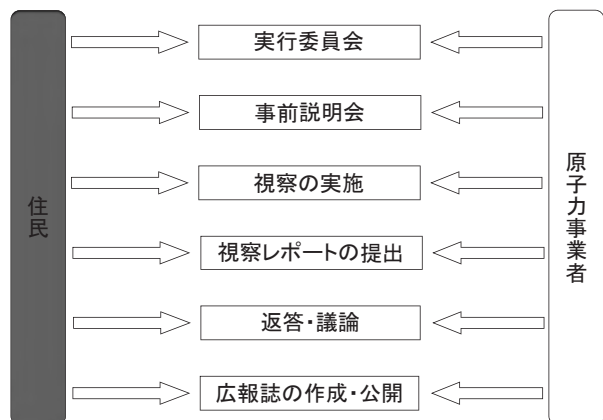 住民
実行委員会
事前説明会
視察の実施
視察レポートの提出
返答・議論
広報誌の作成・公開
原子力事業者